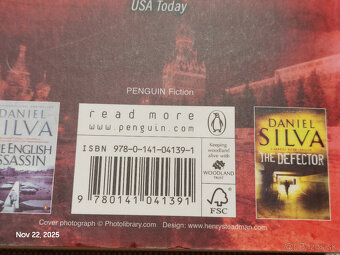 USA Today
PENGUIN Fiction
read more
www.penguin.com
ISBN 978-0-141-04139-1
9 780141 041391
Keeping
woodland
alive with
WOODLAND
TRUST
FSC
DANIEL
SILVA
THE ENGLISH
ASSASSIN
DANIEL
SILVA
THE DEFECTOR
Cover photograph © Photolibrary.com Design: www.henrysteadman.com
Nov 22, 2025